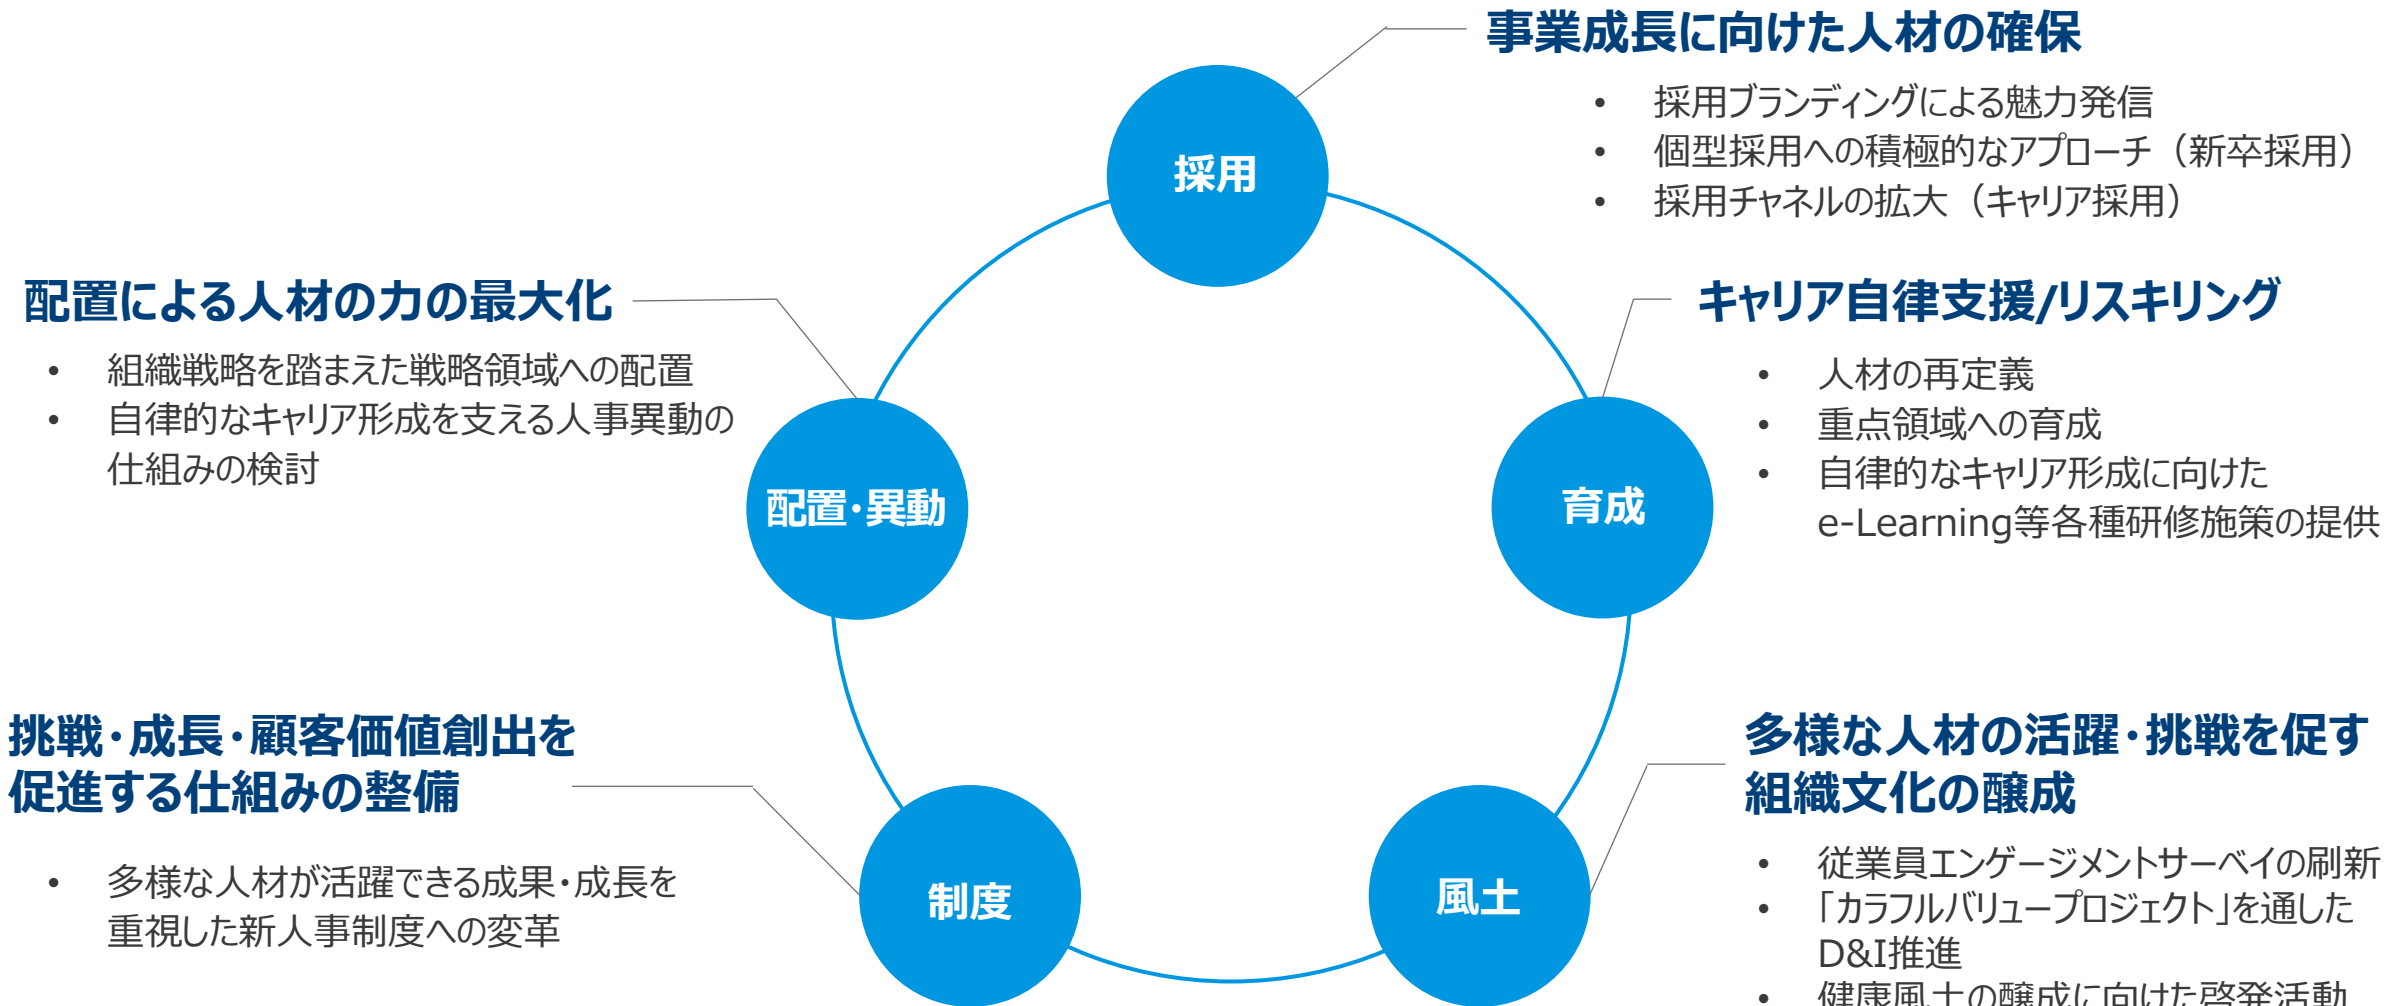 事業成長に向けた人材の確保
• 採用ブランディングによる魅力発信
• 個型採用への積極的なアプローチ（新卒採用）
• 採用チャネルの拡大（キャリア採用）
採用
配置による人材の力の最大化
• 組織戦略を踏まえた戦略領域への配置
• 自律的なキャリア形成を支える人事異動の
仕組みの検討
配置・異動
キャリア自律支援/リスキリング
• 人材の再定義
• 重点領域への育成
• 自律的なキャリア形成に向けた
e-Learning等各種研修施策の提供
育成
挑戦・成長・顧客価値創出を
促進する仕組みの整備
• 多様な人材が活躍できる成果・成長を
重視した新人事制度への変革
制度
多様な人材の活躍・挑戦を促す
組織文化の醸成
• 従業員エンゲージメントサーベイの刷新
• 「カラフルバリュープロジェクト」を通した
D&I推進
• 健康風土の醸成に向けた啓発活動
風土